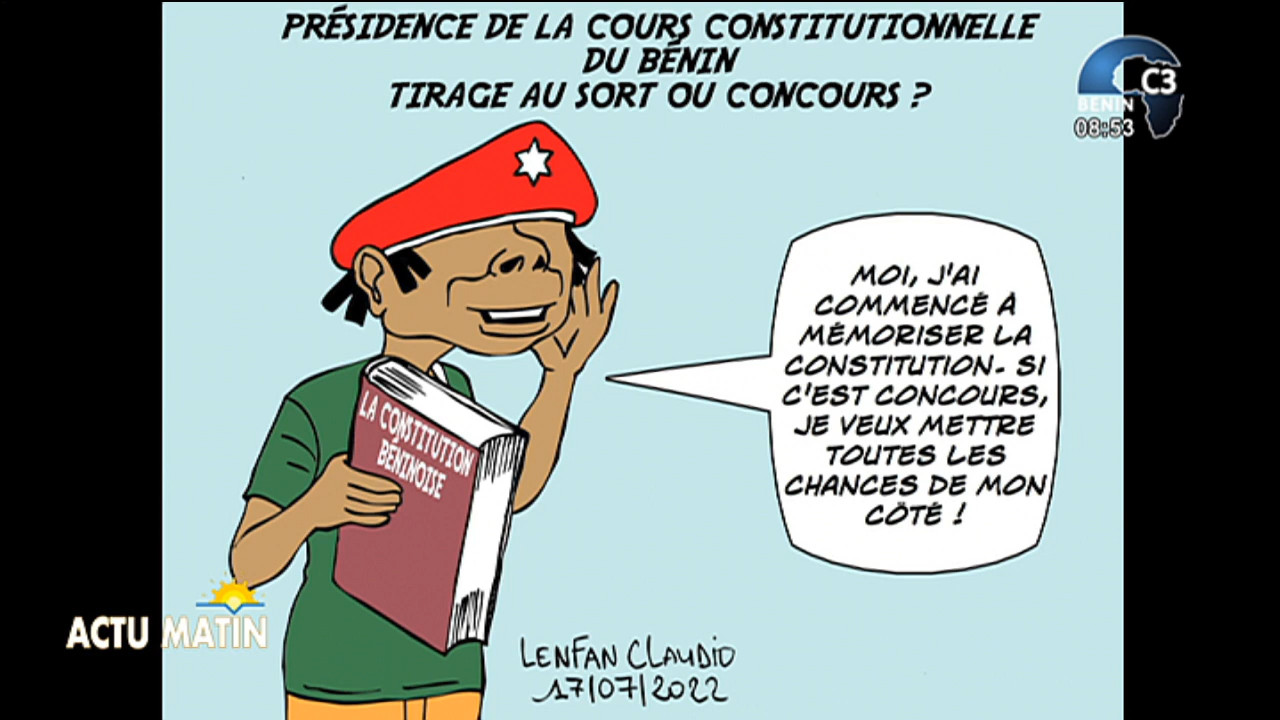 PRÉSIDENCE DE LA COURS CONSTITUTIONNELLE
DU BÉNIN
TIRAGE AU SORT OU CONCOURS ?
C3
BENIN
08:53
MOI, J'AI
COMMENCÉ À
MÉMORISER LA
CONSTITUTION. SI
C'EST CONCOURS,
JE VEUX METTRE
TOUTES LES
CHANCES DE MON
CÔTÉ !
LA CONSTITUTION
BÉNINOISE
ACTU MATIN
LENFAN CLAUDIO
17/07/2022